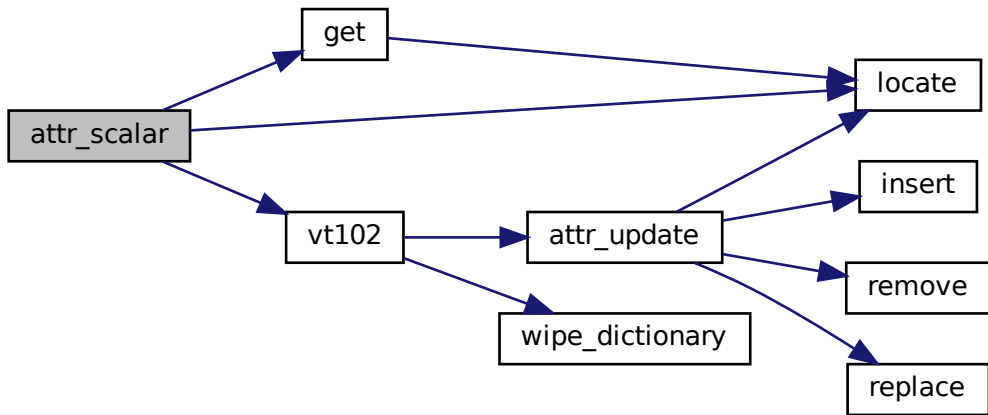 get
locate
attr_scalar
insert
vt102
attr_update
remove
wipe_dictionary
replace